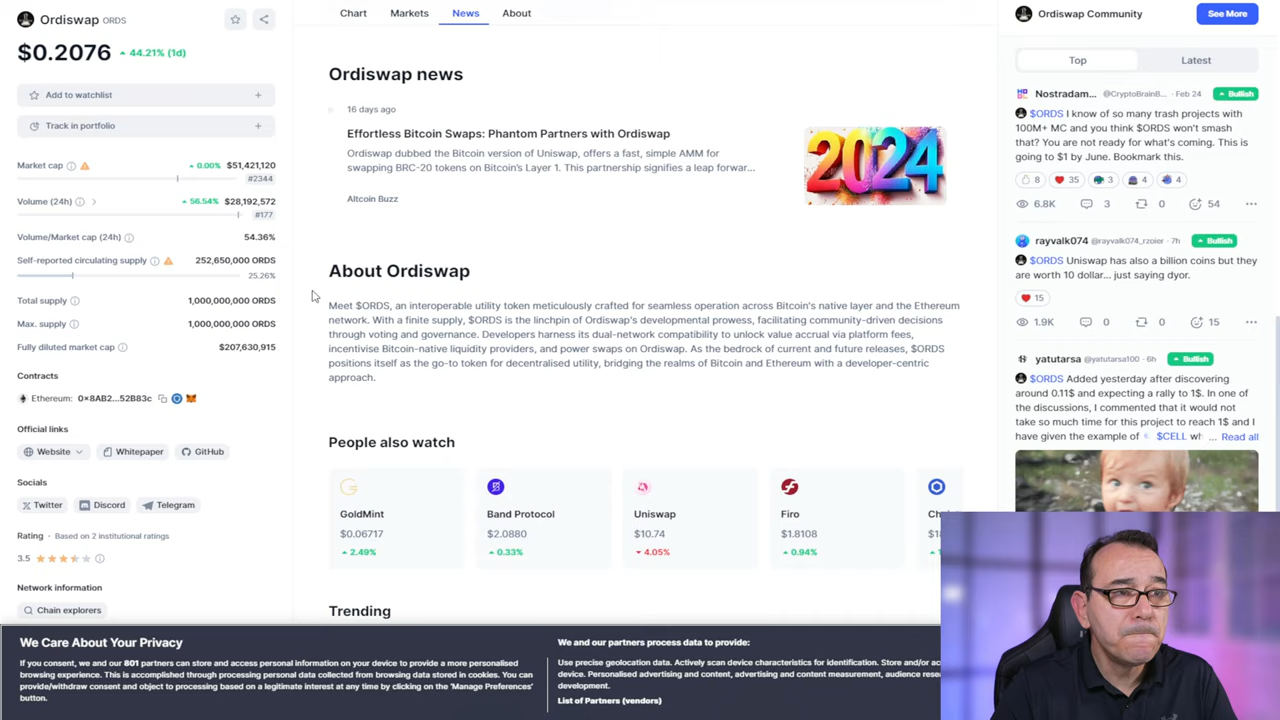 Ordiswap ORDS
$0.2076 44.21% (1d)
Add to watchlist +
Track in portfolio +
Market cap 0.00% $51,421,120
#2344
Volume (24h) 56.54% $28,192,572
#177
Volume/Market cap (24h) 54.36%
Self-reported circulating supply 252,650,000 ORDS
25.26%
Total supply 1,000,000,000 ORDS
Max. supply 1,000,000,000 ORDS
Fully diluted market cap $207,630,915
Contracts
Ethereum: 0x8AB2...52B83c
Official links
Website Whitepaper GitHub
Socials
Twitter Discord Telegram
Rating · Based on 2 institutional ratings
3.5
Network information
Chain explorers
Chart Markets News About
Ordiswap news
16 days ago
Effortless Bitcoin Swaps: Phantom Partners with Ordiswap
Ordiswap dubbed the Bitcoin version of Uniswap, offers a fast, simple AMM for
swapping BRC-20 tokens on Bitcoin's Layer 1. This partnership signifies a leap forwar...
Altcoin Buzz
2024
About Ordiswap
Meet $ORDS, an interoperable utility token meticulously crafted for seamless operation across Bitcoin's native layer and the Ethereum
network. With a finite supply, $ORDS is the linchpin of Ordiswap's developmental prowess, facilitating community-driven decisions
through voting and governance. Developers harness its dual-network compatibility to unlock value accrual via platform fees,
incentivise Bitcoin-native liquidity providers, and power swaps on Ordiswap. As the bedrock of current and future releases, $ORDS
positions itself as the go-to token for decentralised utility, bridging the realms of Bitcoin and Ethereum with a developer-centric
approach.
People also watch
GoldMint Band Protocol Uniswap Firo
$0.06717 $2.0880 $10.74 $1.8108
2.49% 0.33% 4.05% 0.94%
Trending
Ordiswap Community See More
Top Latest
Nostradam... @CryptoBrainB... · Feb 24 Bullish
$ORDS I know of so many trash projects with
100M+ MC and you think $ORDS won't smash
that? You are not ready for what's coming. This is
going to $1 by June. Bookmark this.
8 35 3 4 4
6.8K 3 0 54
rayvalk074 @rayvalk074_rzoier · 7h Bullish
$ORDS Uniswap has also a billion coins but they
are worth 10 dollar... just saying dyor.
15
1.9K 0 0 15
yatutarsa @yatutarsa100 · 6h Bullish
$ORDS Added yesterday after discovering
around 0.11$ and expecting a rally to 1$. In one of
the discussions, I commented that it would not
take so much time for this project to reach 1$ and I
have given the example of $CELL wh ... Read all
We Care About Your Privacy
If you consent, we and our 801 partners can store and access personal information on your device to provide a more personalised
browsing experience. This is accomplished through processing personal data collected from browsing data stored in cookies. You can
provide/withdraw consent and object to processing based on a legitimate interest at any time by clicking on the 'Manage Preferences'
button.
We and our partners process data to provide:
Use precise geolocation data. Actively scan device characteristics for identification. Store and/or ac
device. Personalised advertising and content, advertising and content measurement, audience rese
development.
List of Partners (vendors)